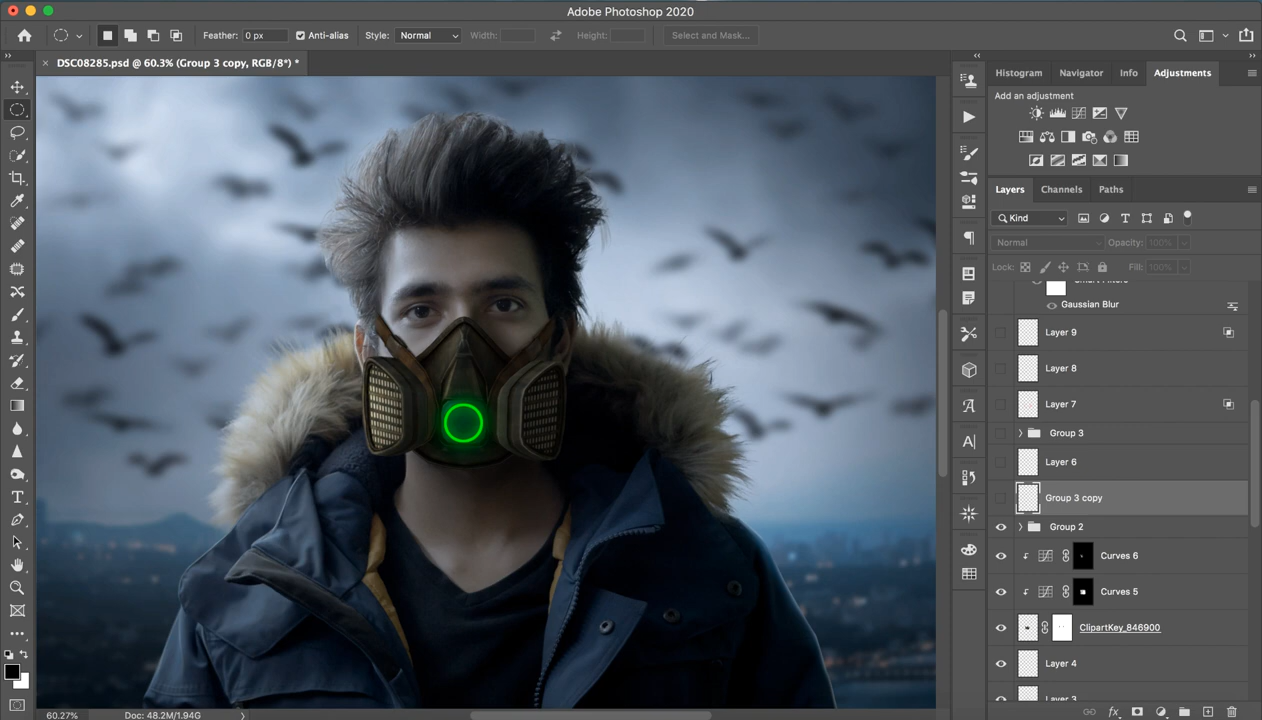 Adobe Photoshop 2020
Feather: 0 px Anti-alias Style: Normal Width: Height: Select and Mask...
DSC08285.psd @ 60.3% (Group 3 copy, RGB/8*) *
Histogram Navigator Info Adjustments
Add an adjustment
Layers Channels Paths
Kind
Normal Opacity: 100%
Lock: Fill: 100%
Smart Filters
Gaussian Blur
Layer 9
Layer 8
Layer 7
Group 3
Layer 6
Group 3 copy
Group 2
Curves 6
Curves 5
ClipartKey_846900
Layer 4
Layer 3
60.27% Doc: 48.2M/1.94G